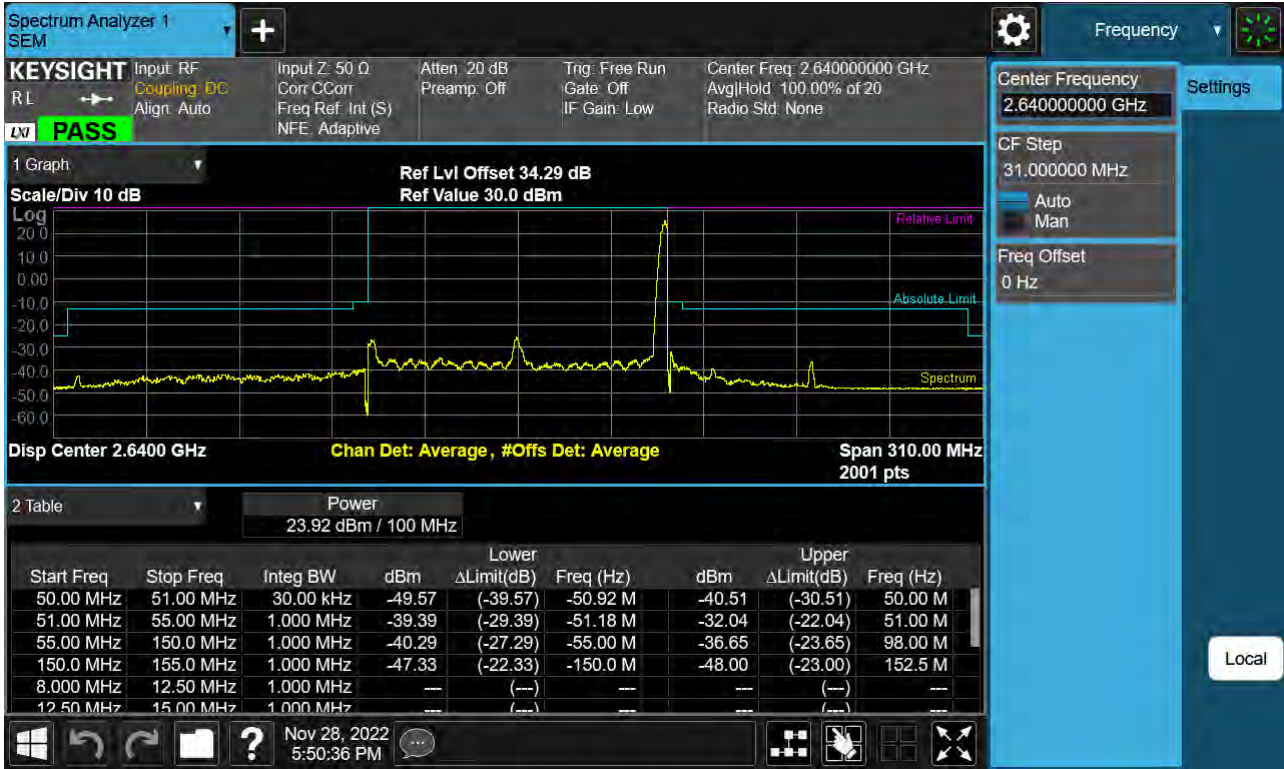 Spectrum Analyzer 1
SEM
Frequency
KEYSIGHT
R L
LXI
PASS
Input: RF
Coupling: DC
Align: Auto
Input Z: 50 Ω
Corr CCorr
Freq Ref: Int (S)
NFE: Adaptive
Atten: 20 dB
Preamp: Off
Trig: Free Run
Gate: Off
IF Gain: Low
Center Freq: 2.640000000 GHz
Avg|Hold: 100.00% of 20
Radio Std: None
Center Frequency
2.640000000 GHz
Settings
CF Step
31.000000 MHz
Auto
Man
Freq Offset
0 Hz
Local
1 Graph
Scale/Div 10 dB
Ref Lvl Offset 34.29 dB
Ref Value 30.0 dBm
Log
20.0
10.0
0.00
-10.0
-20.0
-30.0
-40.0
-50.0
-60.0
Relative Limit
Absolute Limit
Spectrum
Disp Center 2.6400 GHz
Chan Det: Average, #Offs Det: Average
Span 310.00 MHz
2001 pts
2 Table
Power
23.92 dBm / 100 MHz
Lower Upper
Start Freq Stop Freq Integ BW dBm ΔLimit(dB) Freq (Hz) dBm ΔLimit(dB) Freq (Hz)
50.00 MHz 51.00 MHz 30.00 kHz -49.57 (-39.57) -50.92 M -40.51 (-30.51) 50.00 M
51.00 MHz 55.00 MHz 1.000 MHz -39.39 (-29.39) -51.18 M -32.04 (-22.04) 51.00 M
55.00 MHz 150.0 MHz 1.000 MHz -40.29 (-27.29) -55.00 M -36.65 (-23.65) 98.00 M
150.0 MHz 155.0 MHz 1.000 MHz -47.33 (-22.33) -150.0 M -48.00 (-23.00) 152.5 M
8.000 MHz 12.50 MHz 1.000 MHz --- (---) --- --- (---) ---
12.50 MHz 15.00 MHz 1.000 MHz --- (---) --- --- (---) ---
Nov 28, 2022
5:50:36 PM